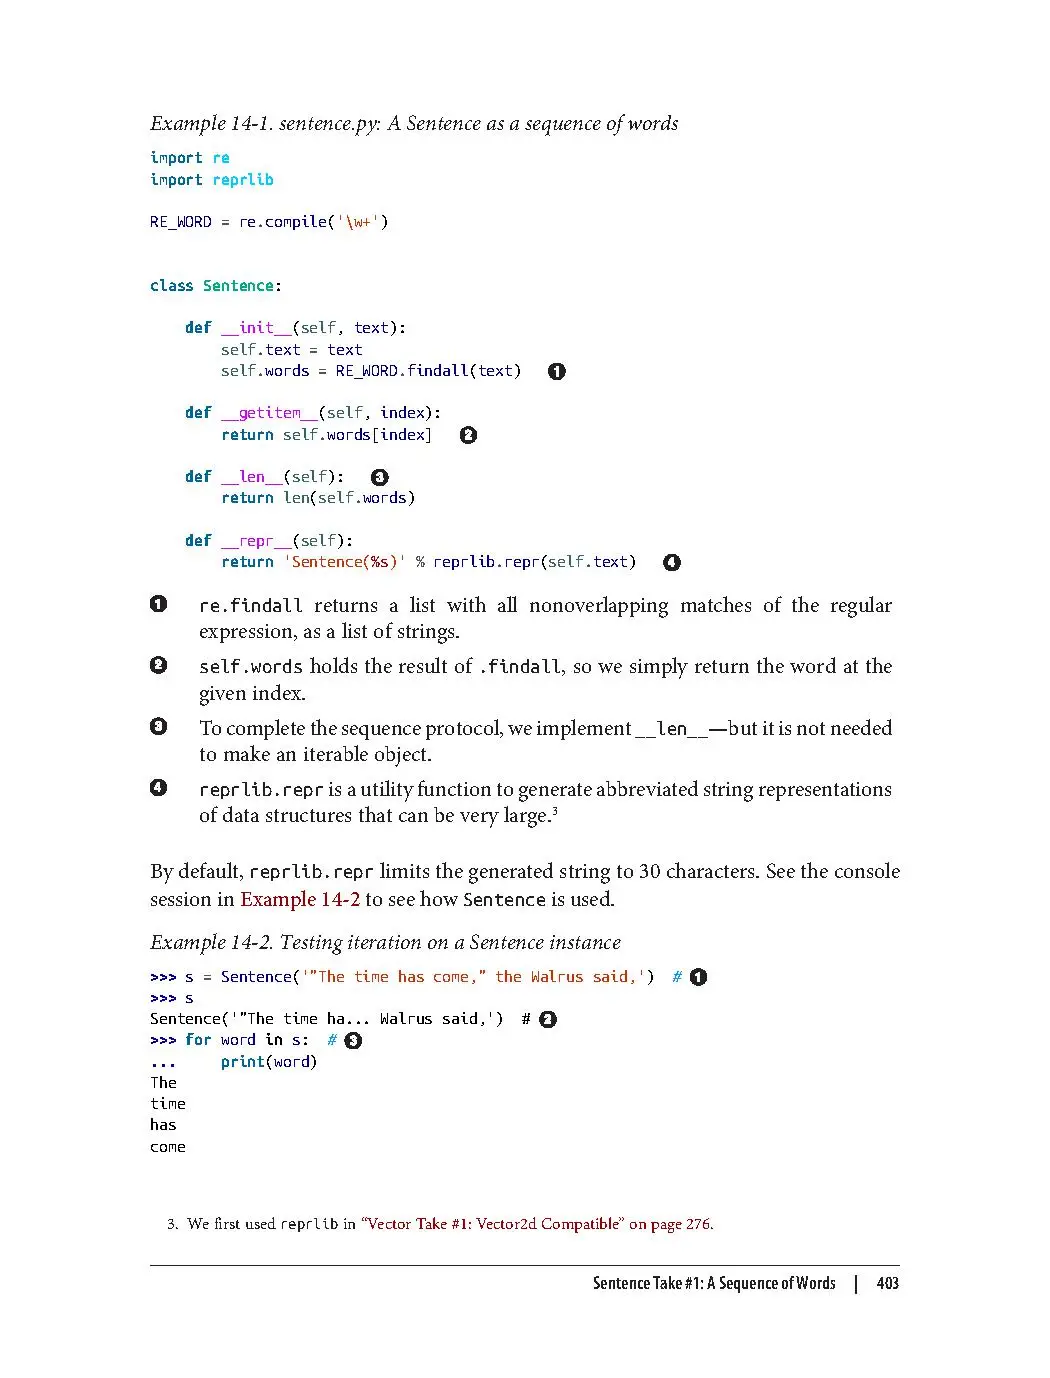 Example 14-1. sentence.py: A Sentence as a sequence of words
import re
import reprlib
RE_WORD = re.compile('\w+')
class Sentence:
    def __init__(self, text):
        self.text = text
        self.words = RE_WORD.findall(text)   ❶
    def __getitem__(self, index):
        return self.words[index]   ❷
    def __len__(self):   ❸
        return len(self.words)
    def __repr__(self):
        return 'Sentence(%s)' % reprlib.repr(self.text)   ❹
❶ re.findall returns a list with all nonoverlapping matches of the regular
expression, as a list of strings.
❷ self.words holds the result of .findall, so we simply return the word at the
given index.
❸ To complete the sequence protocol, we implement __len__—but it is not needed
to make an iterable object.
❹ reprlib.repr is a utility function to generate abbreviated string representations
of data structures that can be very large.3
By default, reprlib.repr limits the generated string to 30 characters. See the console
session in Example 14-2 to see how Sentence is used.
Example 14-2. Testing iteration on a Sentence instance
>>> s = Sentence('"The time has come," the Walrus said,')  # ❶
>>> s
Sentence('"The time ha... Walrus said,')  # ❷
>>> for word in s:  # ❸
...     print(word)
The
time
has
come
3. We first used reprlib in “Vector Take #1: Vector2d Compatible” on page 276.
Sentence Take #1: A Sequence of Words | 403